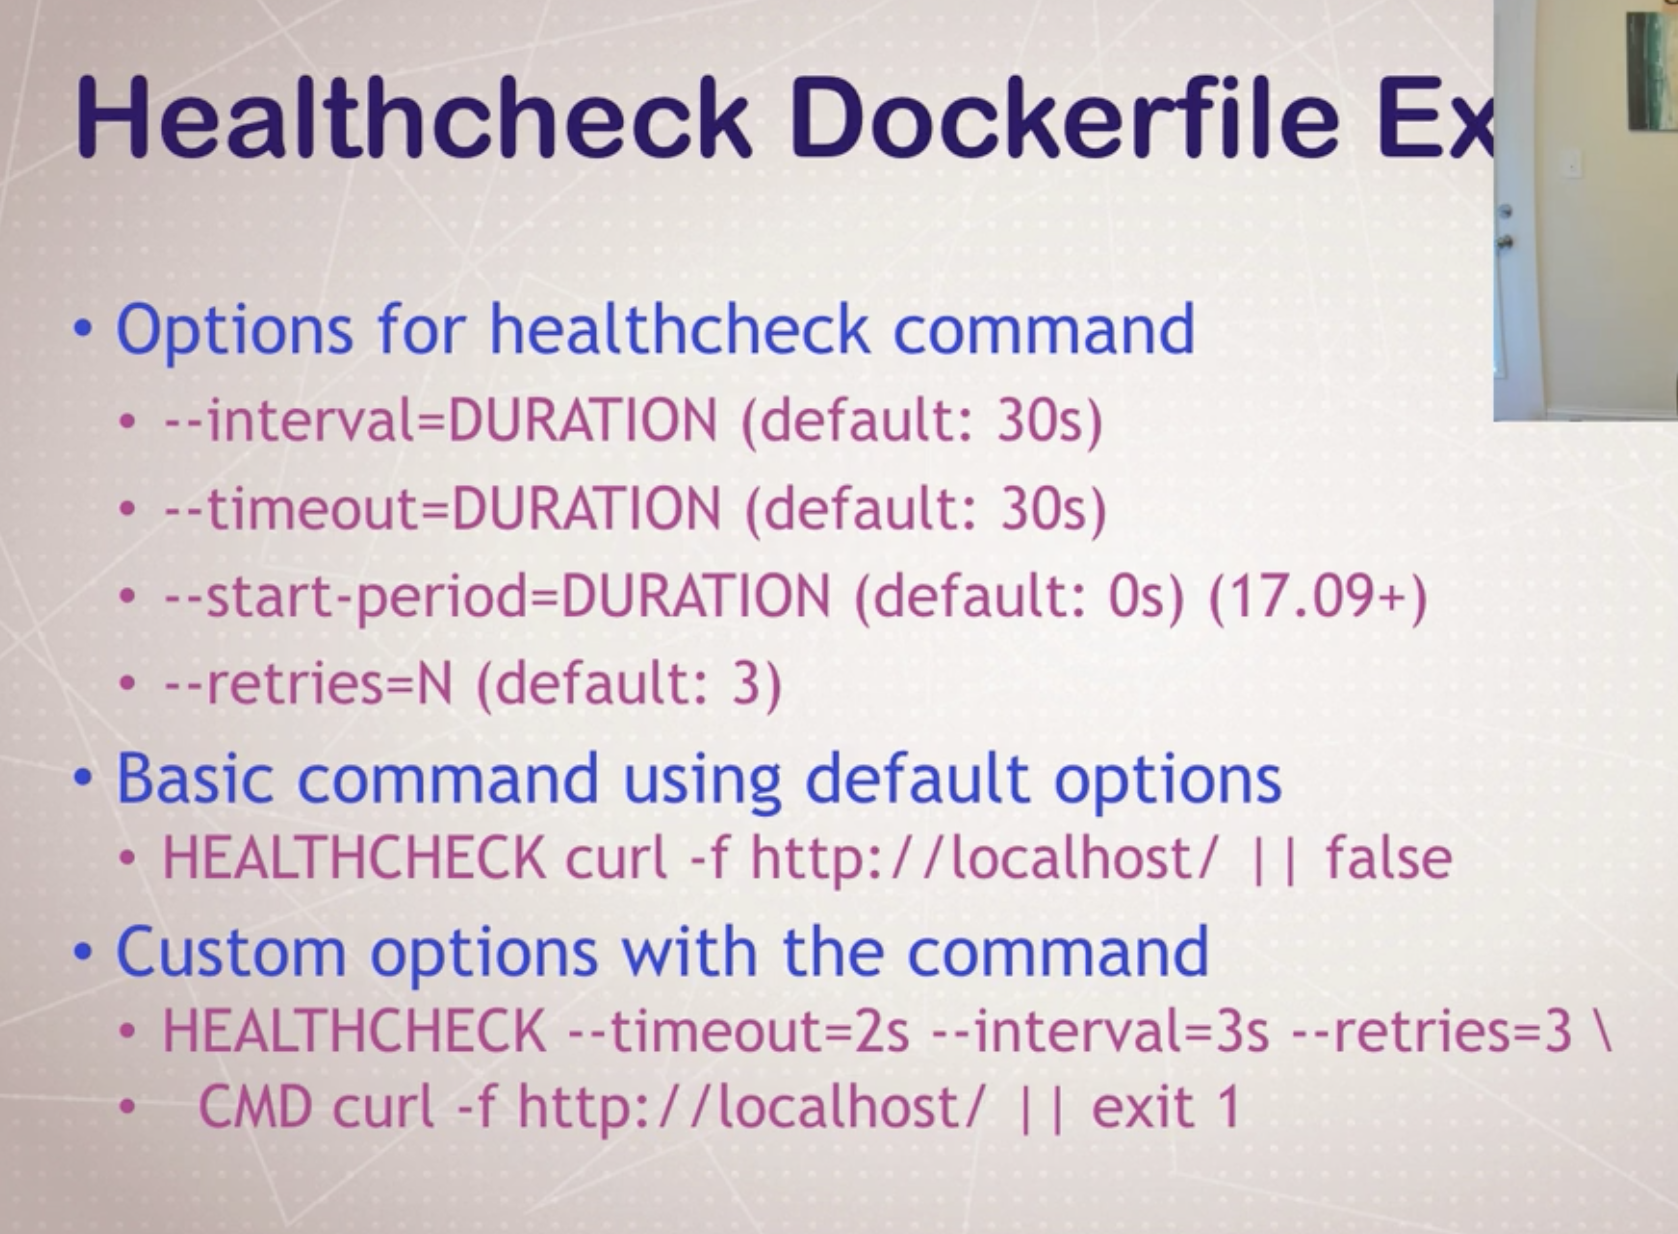 Healthcheck Dockerfile Ex
• Options for healthcheck command
• --interval=DURATION (default: 30s)
• --timeout=DURATION (default: 30s)
• --start-period=DURATION (default: 0s) (17.09+)
• --retries=N (default: 3)
• Basic command using default options
• HEALTHCHECK curl -f http://localhost/ || false
• Custom options with the command
• HEALTHCHECK --timeout=2s --interval=3s --retries=3 \
• CMD curl -f http://localhost/ || exit 1